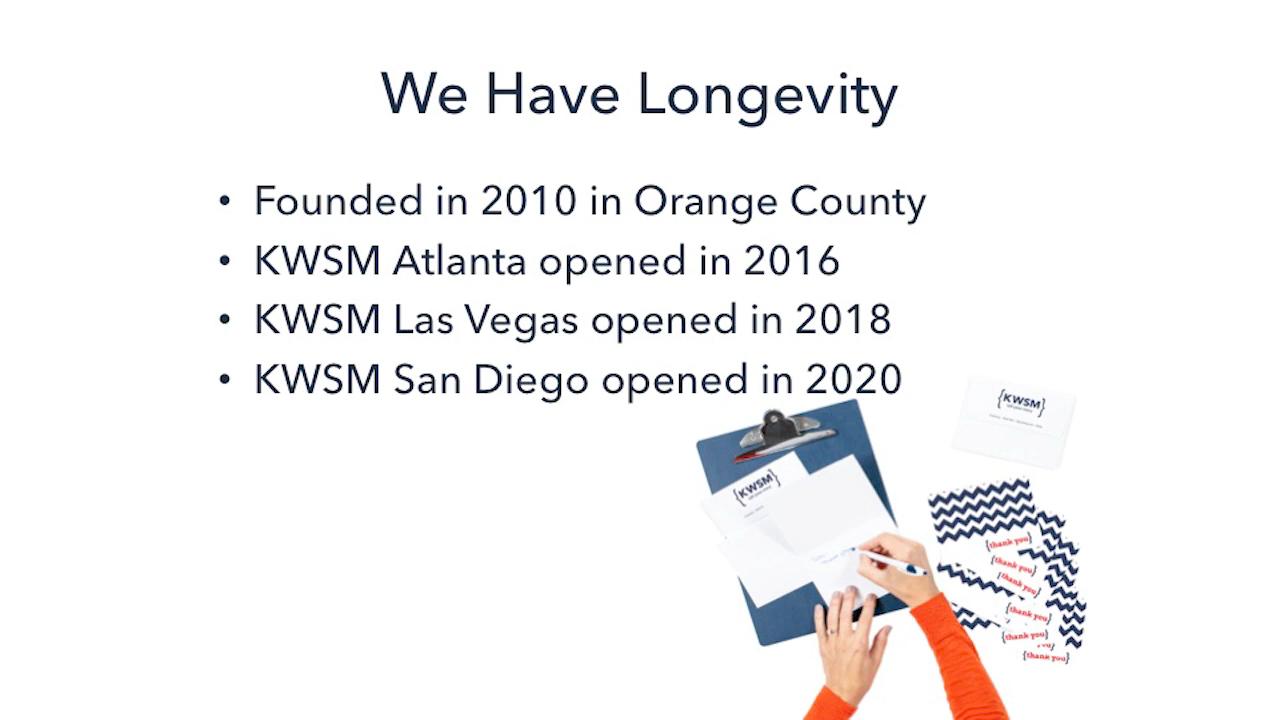 We Have Longevity
• Founded in 2010 in Orange County
• KWSM Atlanta opened in 2016
• KWSM Las Vegas opened in 2018
• KWSM San Diego opened in 2020
{KWSM}
{KWSM}
{thank you}
{thank you}
{thank you}
{thank you}
{thank you}
{thank you}